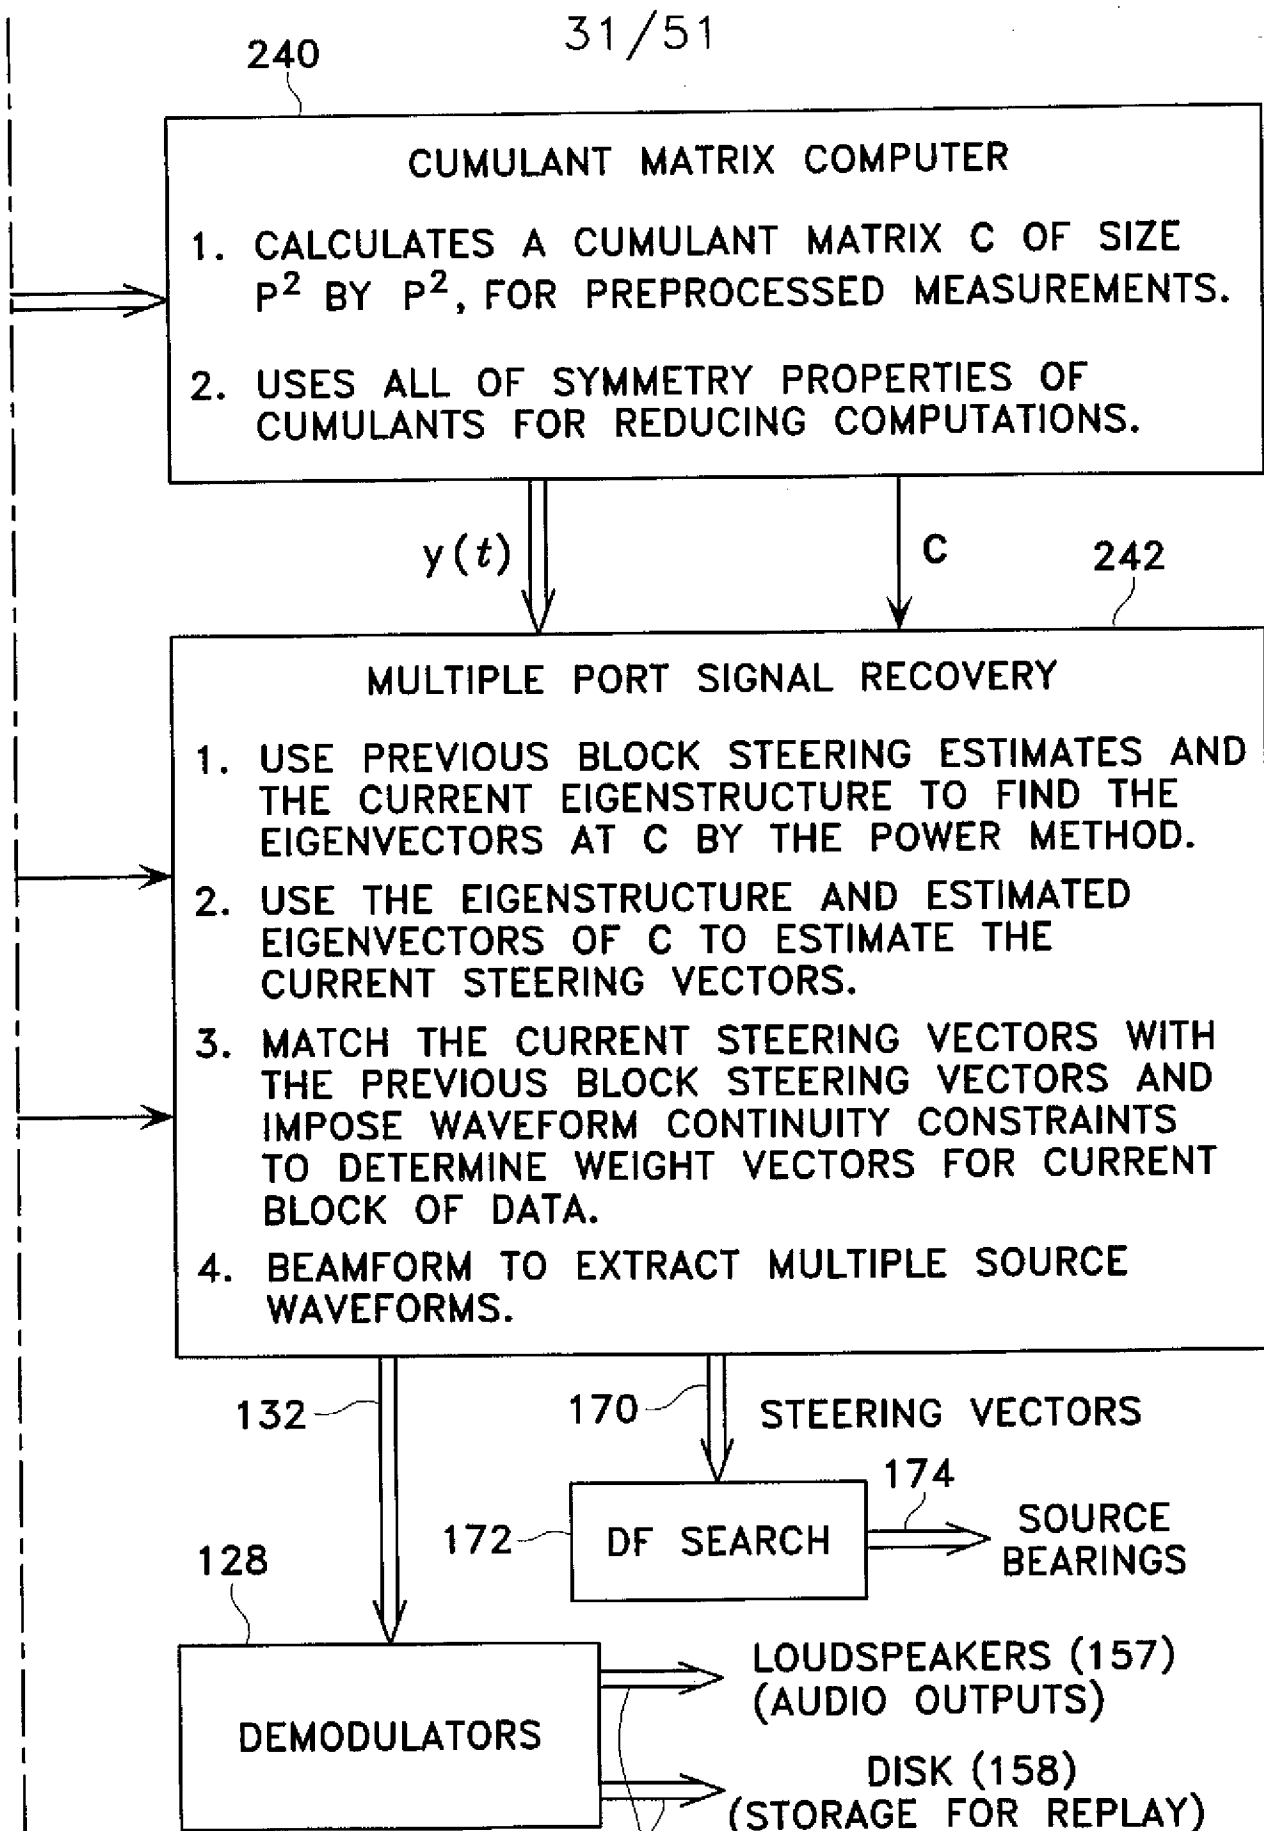 31/51
240
CUMULANT MATRIX COMPUTER
1. CALCULATES A CUMULANT MATRIX C OF SIZE
P² BY P², FOR PREPROCESSED MEASUREMENTS.
2. USES ALL OF SYMMETRY PROPERTIES OF
CUMULANTS FOR REDUCING COMPUTATIONS.
y(t)
C
242
MULTIPLE PORT SIGNAL RECOVERY
1. USE PREVIOUS BLOCK STEERING ESTIMATES AND
THE CURRENT EIGENSTRUCTURE TO FIND THE
EIGENVECTORS AT C BY THE POWER METHOD.
2. USE THE EIGENSTRUCTURE AND ESTIMATED
EIGENVECTORS OF C TO ESTIMATE THE
CURRENT STEERING VECTORS.
3. MATCH THE CURRENT STEERING VECTORS WITH
THE PREVIOUS BLOCK STEERING VECTORS AND
IMPOSE WAVEFORM CONTINUITY CONSTRAINTS
TO DETERMINE WEIGHT VECTORS FOR CURRENT
BLOCK OF DATA.
4. BEAMFORM TO EXTRACT MULTIPLE SOURCE
WAVEFORMS.
132
170
STEERING VECTORS
172
DF SEARCH
174
SOURCE
BEARINGS
128
DEMODULATORS
LOUDSPEAKERS (157)
(AUDIO OUTPUTS)
DISK (158)
(STORAGE FOR REPLAY)